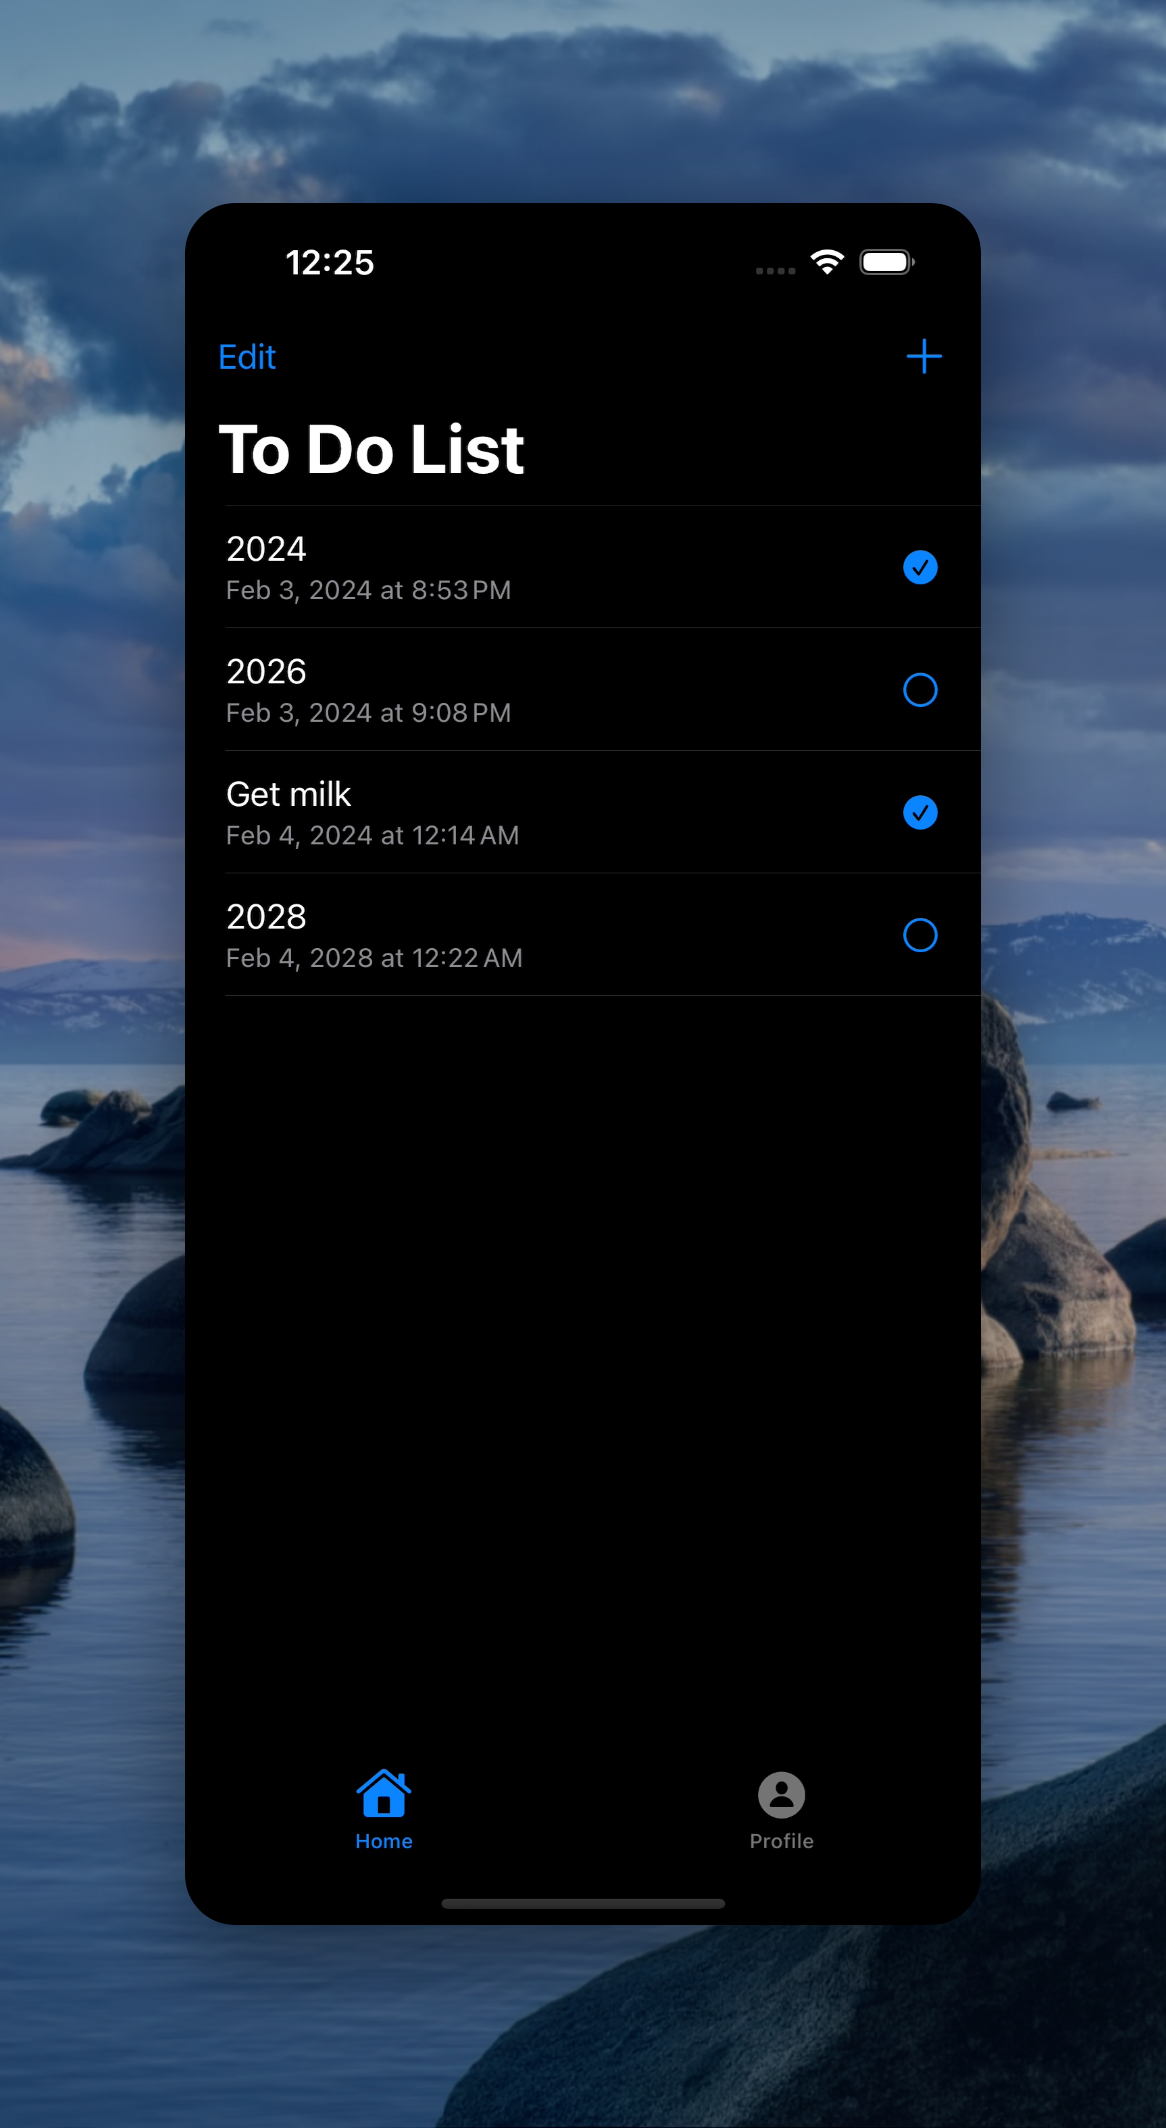 12:25
Edit
To Do List
2024
Feb 3, 2024 at 8:53 PM
2026
Feb 3, 2024 at 9:08 PM
Get milk
Feb 4, 2024 at 12:14 AM
2028
Feb 4, 2028 at 12:22 AM
Home
Profile